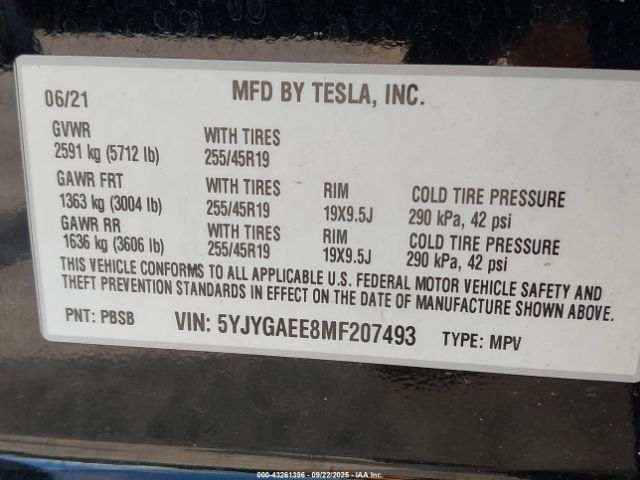 06/21 MFD BY TESLA, INC.
GVWR WITH TIRES
2591 kg (5712 lb) 255/45R19
GAWR FRT WITH TIRES RIM COLD TIRE PRESSURE
1363 kg (3004 lb) 255/45R19 19X9.5J 290 kPa, 42 psi
GAWR RR WITH TIRES RIM COLD TIRE PRESSURE
1636 kg (3606 lb) 255/45R19 19X9.5J 290 kPa, 42 psi
THIS VEHICLE CONFORMS TO ALL APPLICABLE U.S. FEDERAL MOTOR VEHICLE SAFETY AND
THEFT PREVENTION STANDARDS IN EFFECT ON THE DATE OF MANUFACTURE SHOWN ABOVE.
PNT: PBSB VIN: 5YJYGAEE8MF207493 TYPE: MPV
000-43261396 - 09/22/2025 - IAA Inc.